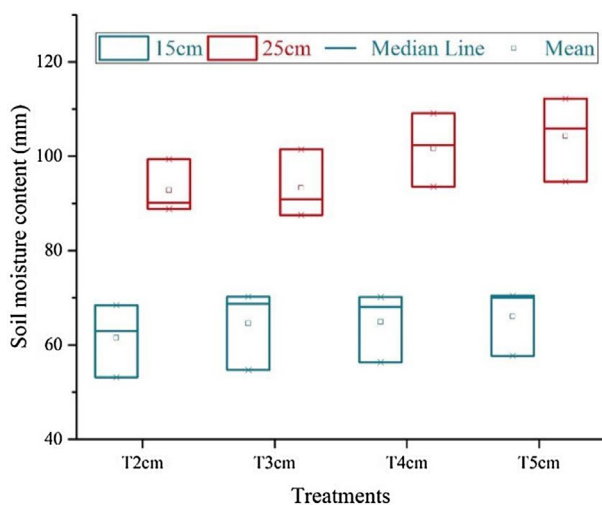 15cm 25cm Median Line Mean
120
100
80
60
40
Soil moisture content (mm)
T2cm T3cm T4cm T5cm
Treatments